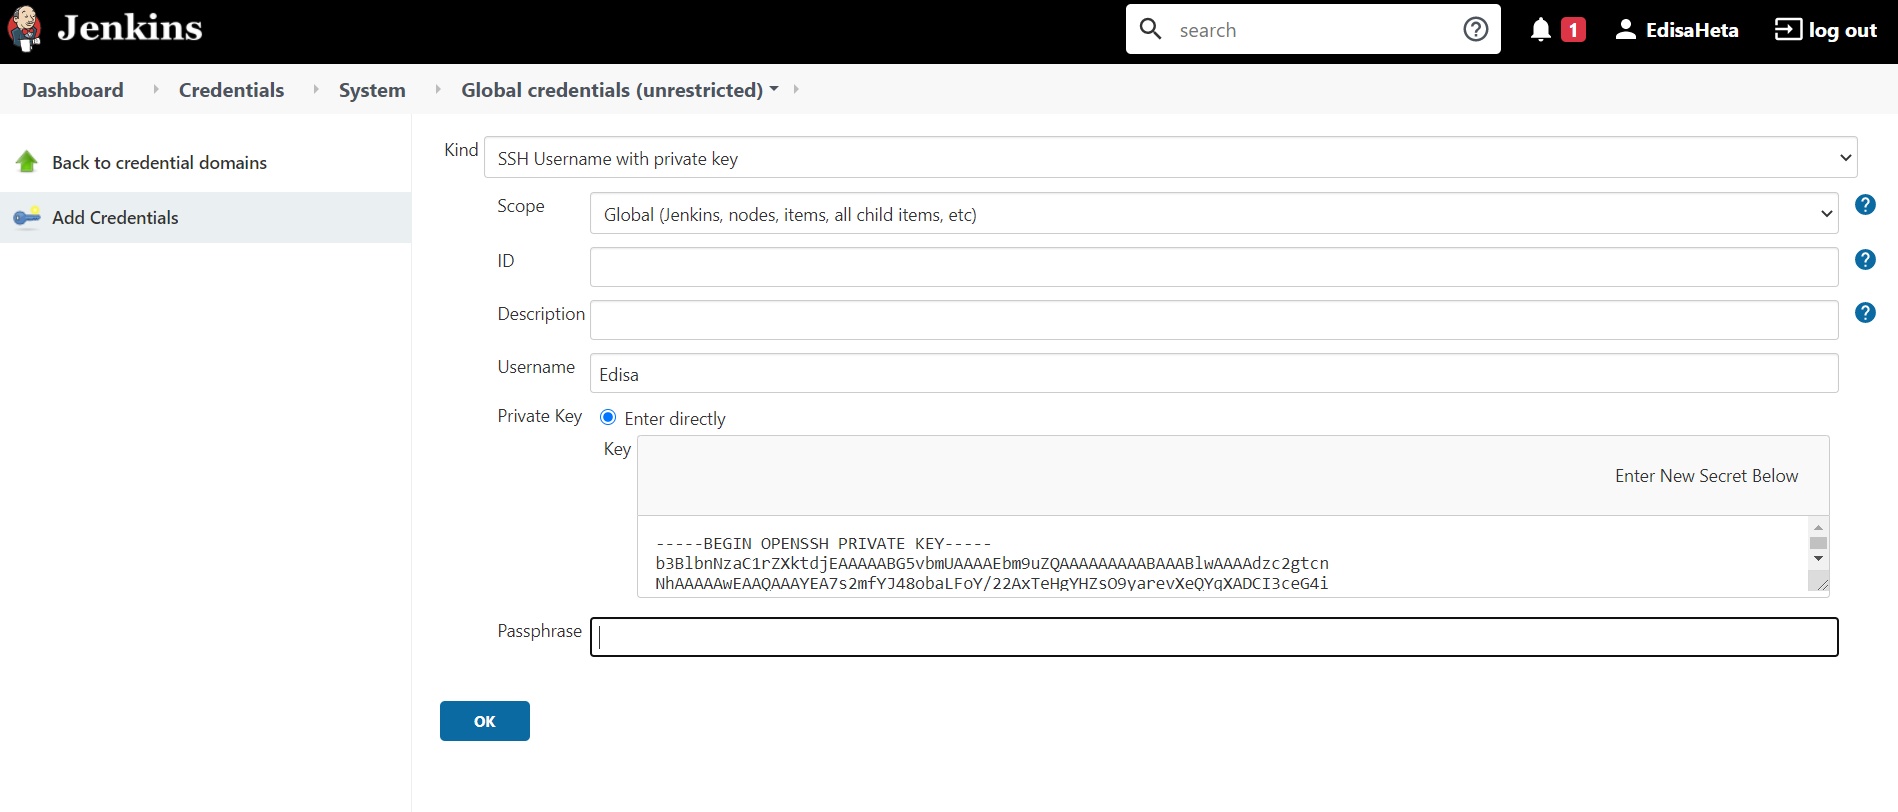 Jenkins
search
1
EdisaHeta
log out
Dashboard
Credentials
System
Global credentials (unrestricted)
Back to credential domains
Add Credentials
Kind
SSH Username with private key
Scope
Global (Jenkins, nodes, items, all child items, etc)
ID
Description
Username
Edisa
Private Key
Enter directly
Key
Enter New Secret Below
-----BEGIN OPENSSH PRIVATE KEY-----
b3BlbnNzaC1rZXktdjEAAAAABG5vbmUAAAAEbm9uZQAAAAAAAAABAAABlwAAAAdzc2gtcn
NhAAAAAwEAAQAAAYEA7s2mfYJ48obaLFoY/22AxTeHgYHZsO9yarevXeQYqXADCI3ceG4i
Passphrase
OK